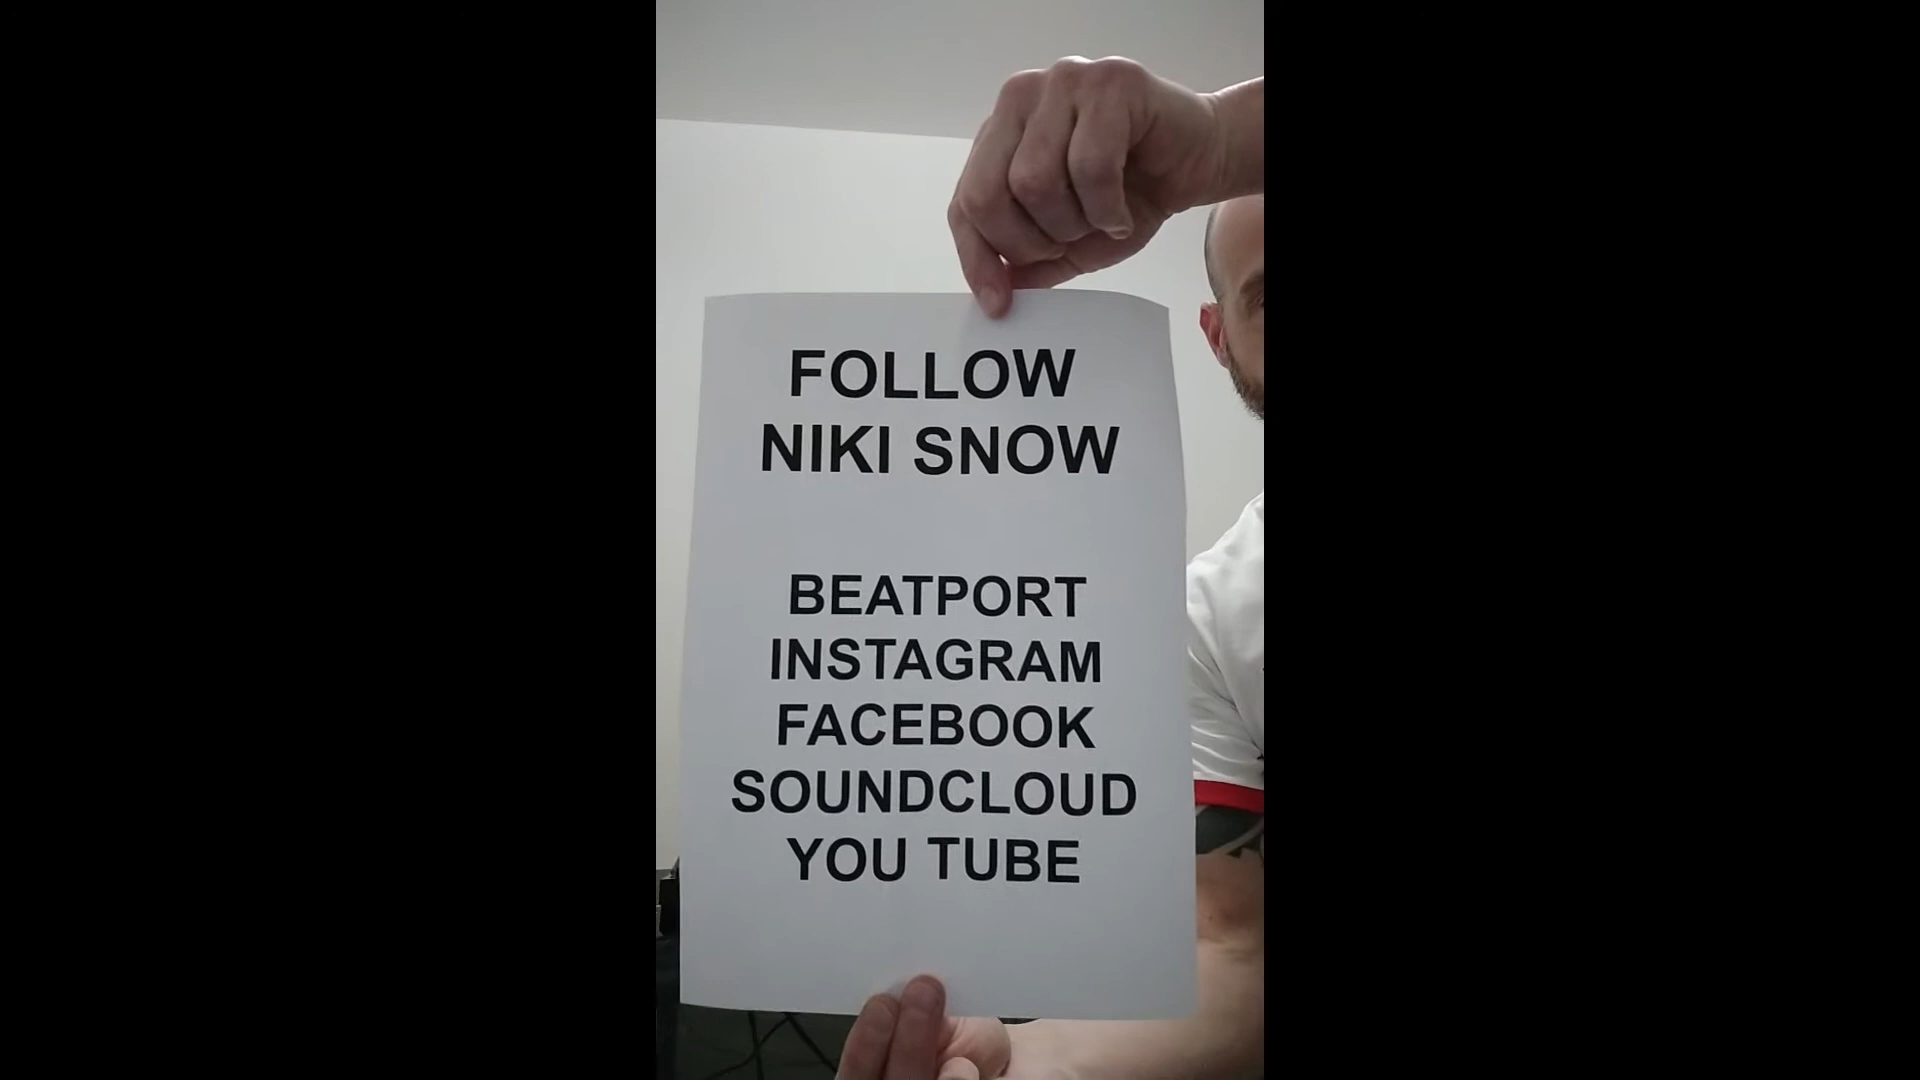 FOLLOW
NIKI SNOW
BEATPORT
INSTAGRAM
FACEBOOK
SOUNDCLOUD
YOU TUBE